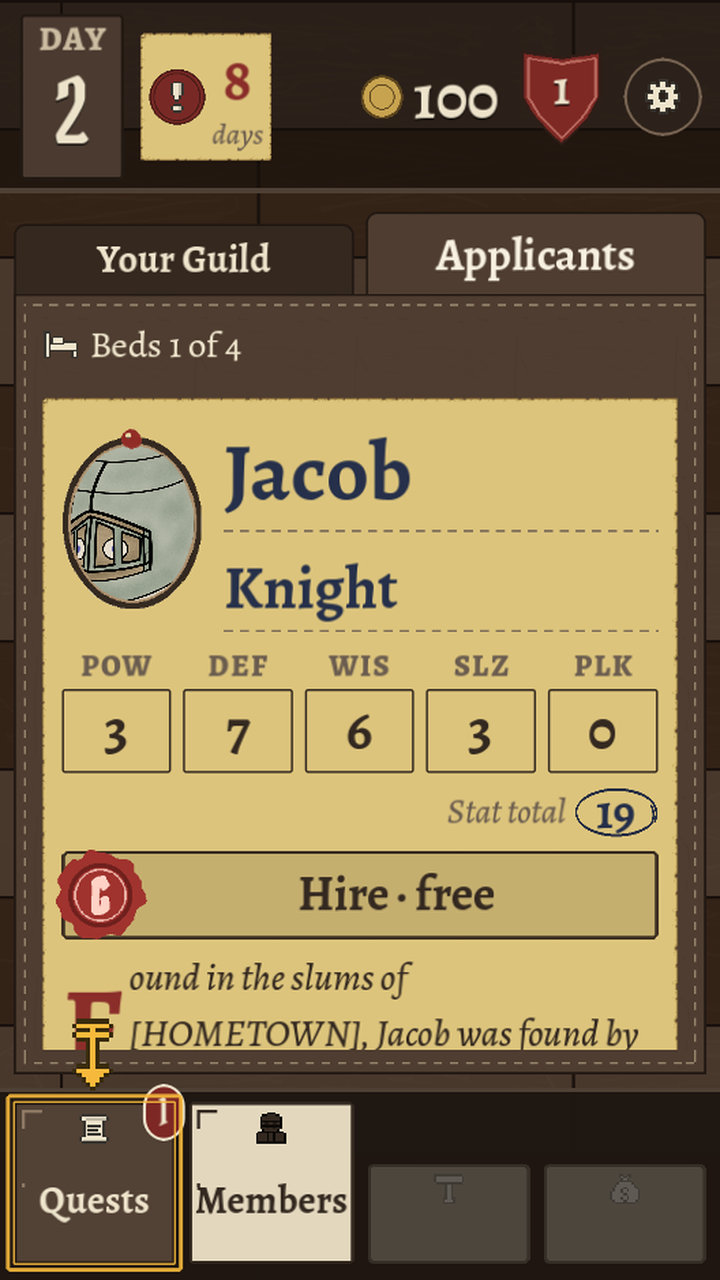 DAY
2
!
8
days
100
1
Your Guild
Applicants
Beds 1 of 4
Jacob
Knight
POW DEF WIS SLZ PLK
3 7 6 3 0
Stat total 19
G Hire · free
Found in the slums of
[HOMETOWN], Jacob was found by
1
Quests
Members